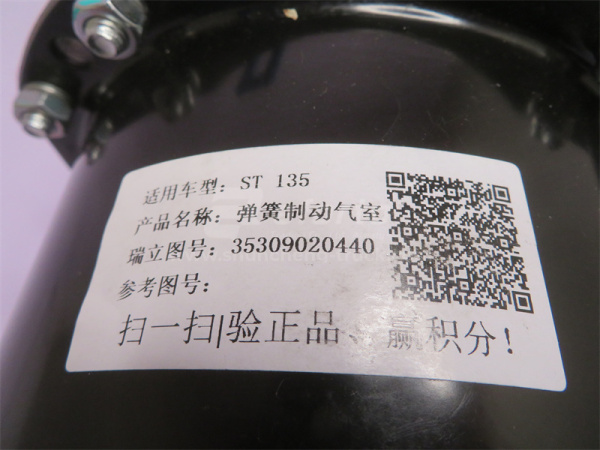 适用车型：ST 135
产品名称：弹簧制动气室
瑞立图号：35309020440
参考图号：
扫一扫|验正品、赢积分！